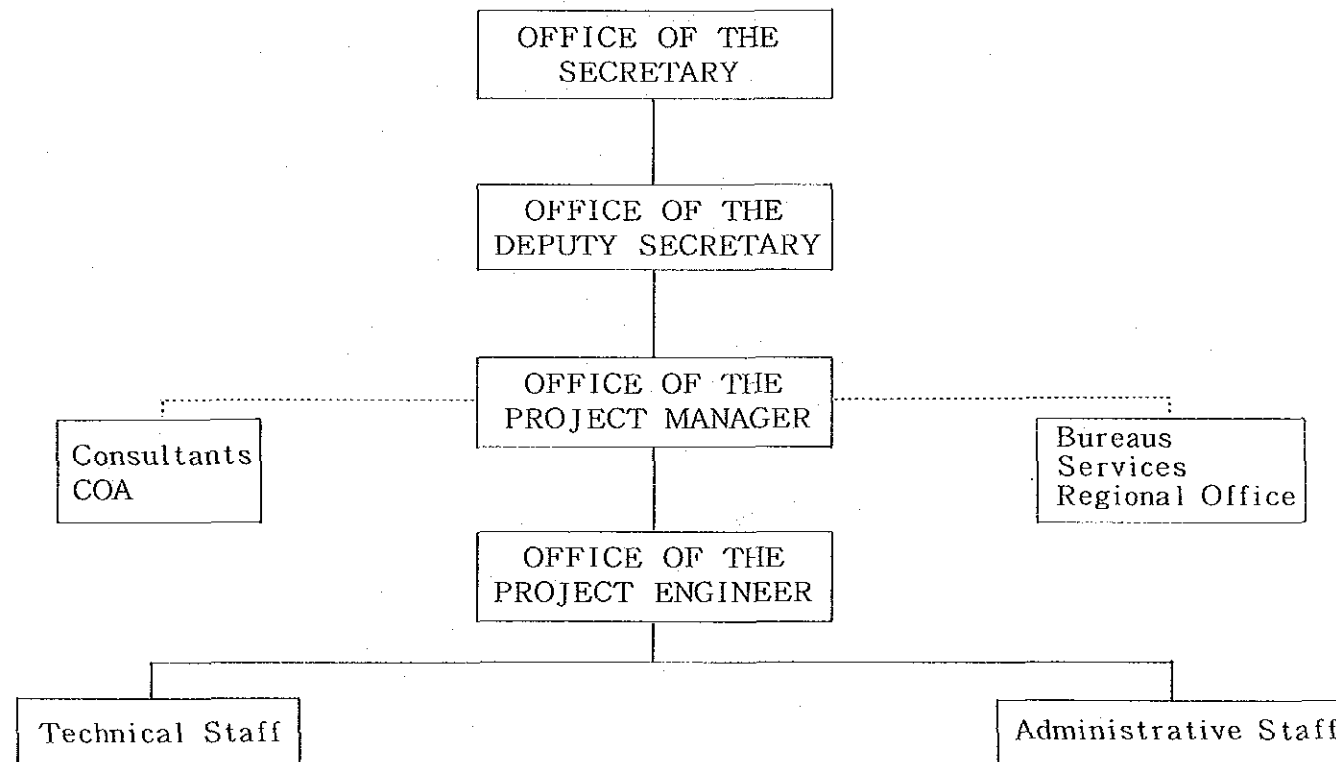 OFFICE OF THE
SECRETARY
OFFICE OF THE
DEPUTY SECRETARY
OFFICE OF THE
PROJECT MANAGER
Consultants
COA
Bureaus
Services
Regional Office
OFFICE OF THE
PROJECT ENGINEER
Technical Staff
Administrative Staff